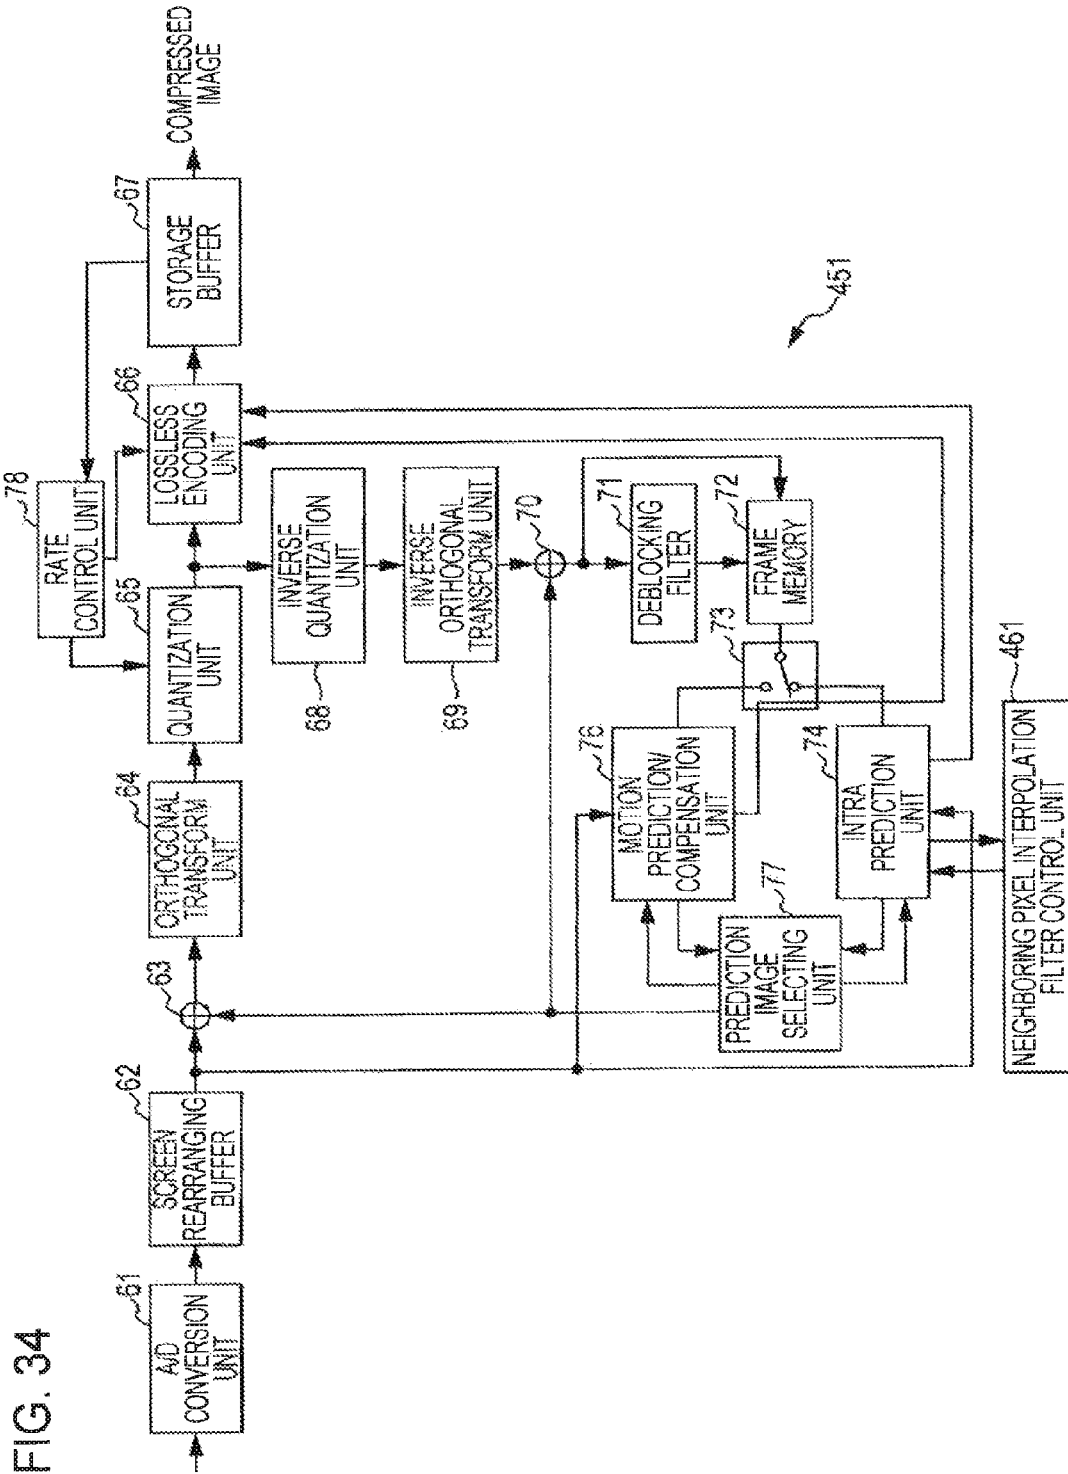 FIG. 34
61
A/D
CONVERSION
UNIT
62
SCREEN
REARRANGING
BUFFER
63
64
ORTHOGONAL
TRANSFORM
UNIT
65
QUANTIZATION
UNIT
78
RATE
CONTROL UNIT
66
LOSSLESS
ENCODING
UNIT
67
STORAGE
BUFFER
COMPRESSED
IMAGE
INVERSE
QUANTIZATION
UNIT
68
INVERSE
ORTHOGONAL
TRANSFORM UNIT
69
70
71
DEBLOCKING
FILTER
72
FRAME
MEMORY
73
76
MOTION
PREDICTION/
COMPENSATION
UNIT
74
INTRA
PREDICTION
UNIT
77
PREDICTION
IMAGE
SELECTING
UNIT
461
NEIGHBORING PIXEL INTERPOLATION
FILTER CONTROL UNIT
451